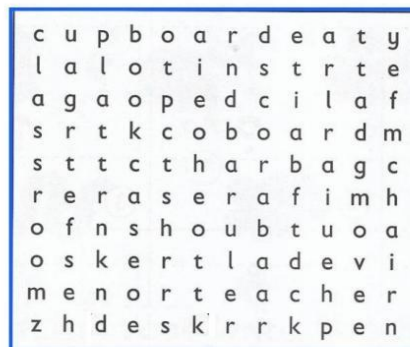 c u p b o a r d e a t y
l a l o t i n s t r t e
a g a o p e d c i l a f
s r t k c o b o a r d m
s t t c t h a r b a g c
r e r a s e r a f i m h
o f n s h o u b t u o a
o s k e r t l a d e v i
m e n o r t e a c h e r
z h d e s k r r k p e n